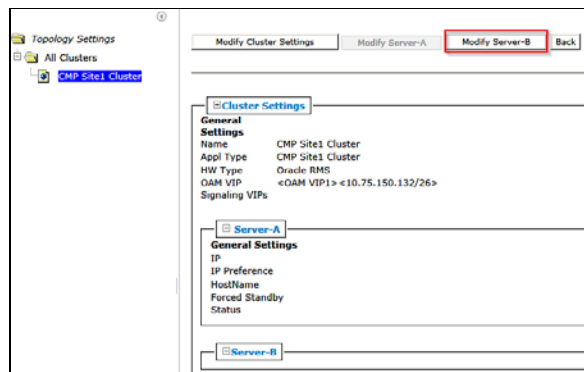 Topology Settings
All Clusters
CMP Site1 Cluster
Modify Cluster Settings Modify Server-A Modify Server-B Back
Cluster Settings
General
Settings
Name CMP Site1 Cluster
Appl Type CMP Site1 Cluster
HW Type Oracle RMS
OAM VIP <OAM VIP1> <10.75.150.132/26>
Signaling VIPs
Server-A
General Settings
IP
IP Preference
HostName
Forced Standby
Status
Server-B